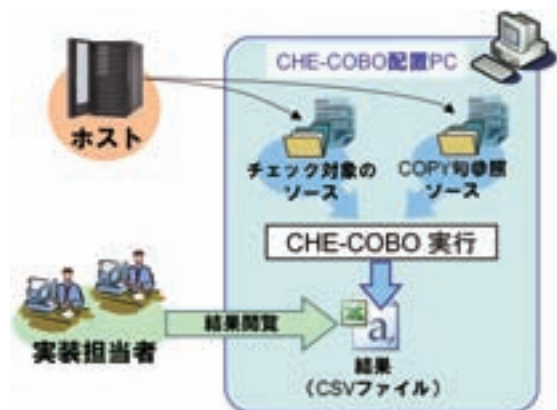 CHE-COBO配置PC
ホスト
チェック対象の
ソース
COPY句参照
ソース
CHE-COBO 実行
結果閲覧
実装担当者
a,
結果
(CSVファイル)